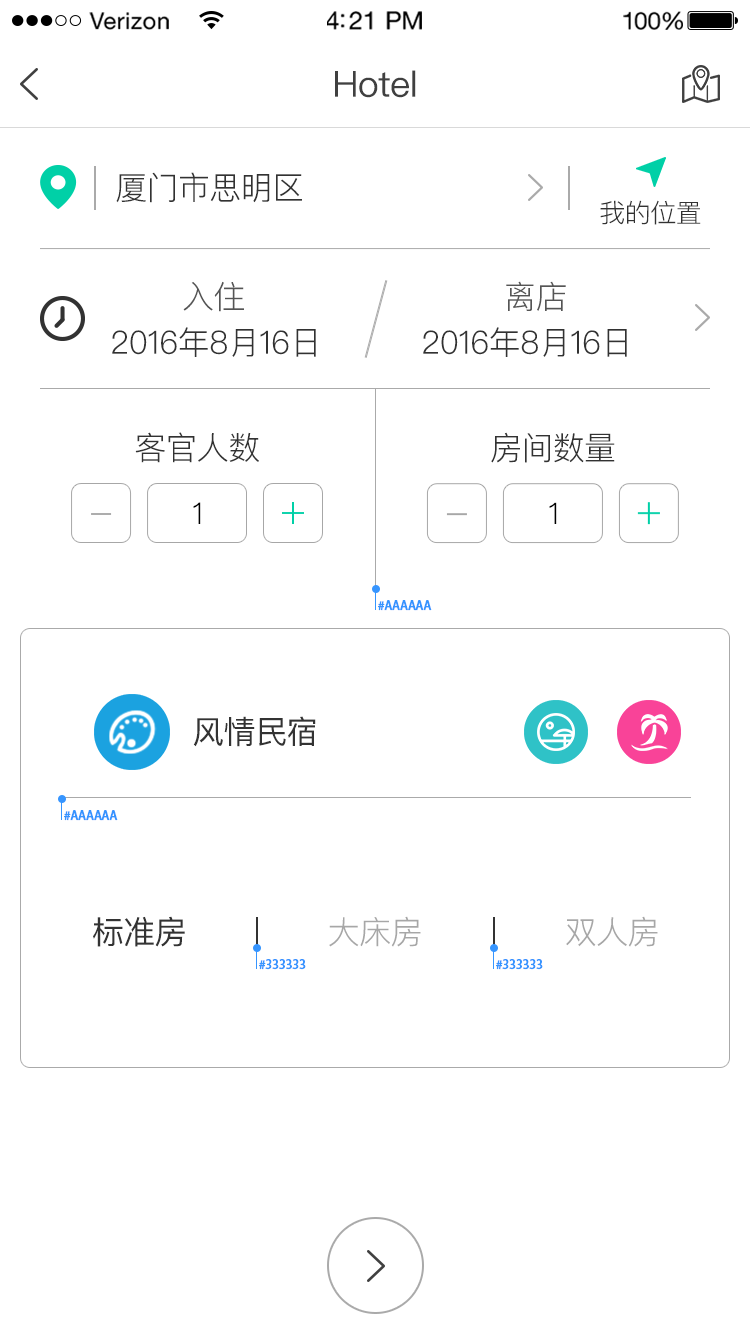 Verizon 4:21 PM 100%
Hotel
厦门市思明区
我的位置
入住 离店
2016年8月16日 2016年8月16日
客官人数 房间数量
1 1
#AAAAAA
风情民宿
#AAAAAA
标准房 大床房 双人房
#333333 #333333